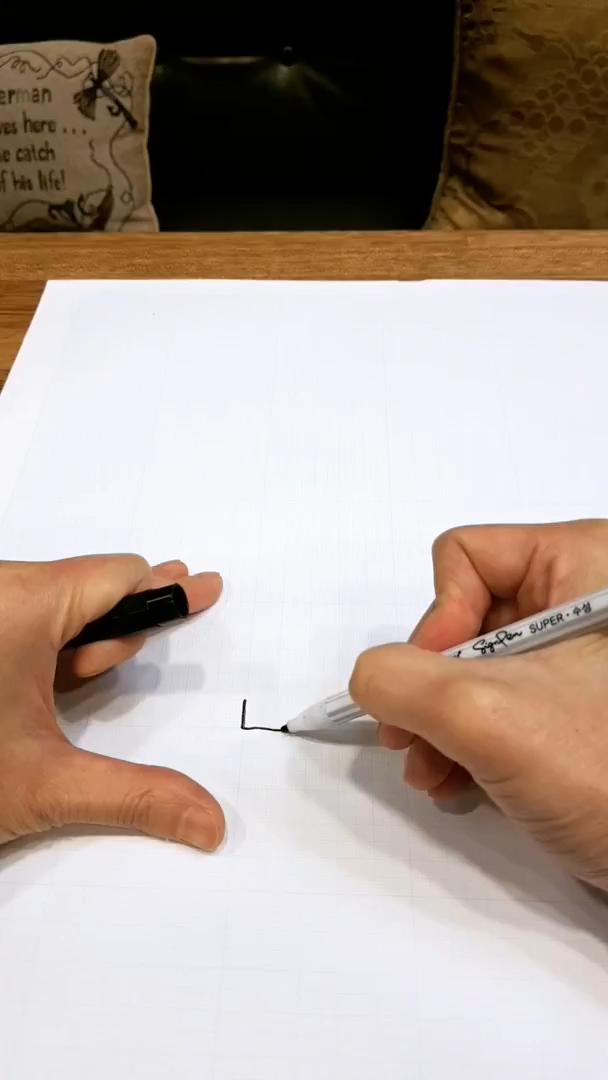 erman
ves here ...
e catch
f his life!
SignPen SUPER · 수성
L